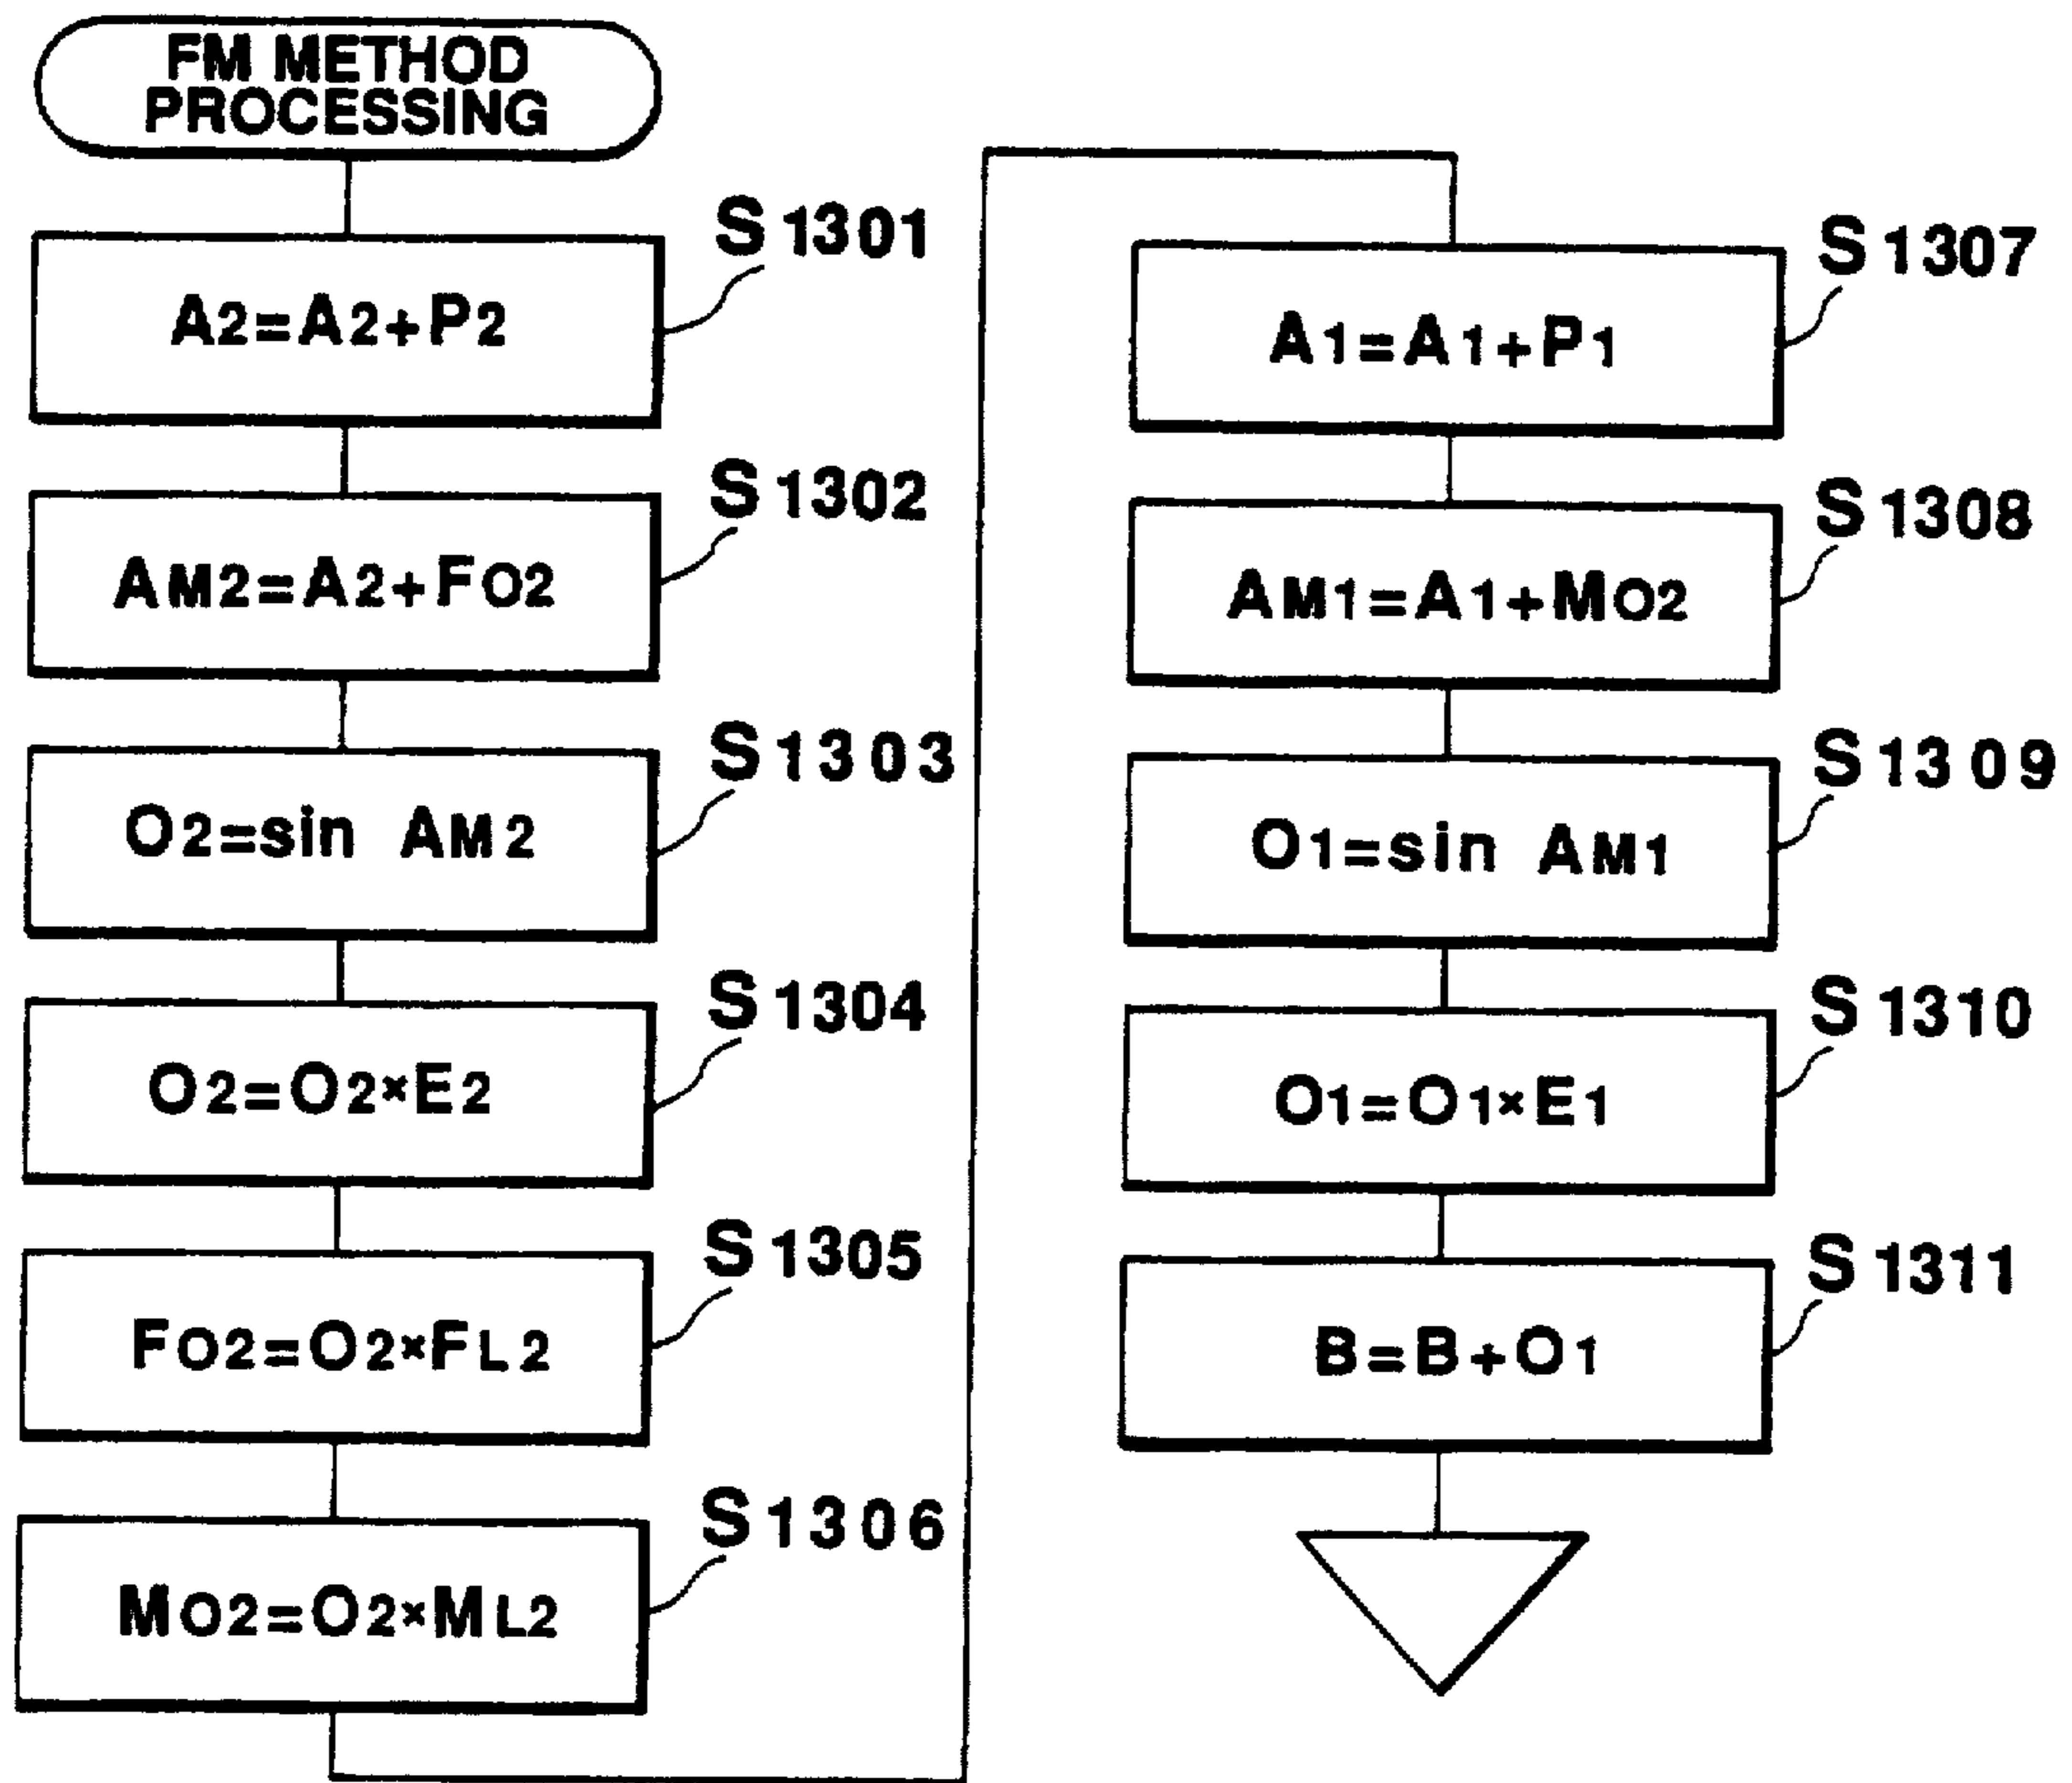 FM METHOD
PROCESSING
S1301
A2=A2+P2
S1302
AM2=A2+FO2
S1303
O2=sin AM2
S1304
O2=O2×E2
S1305
FO2=O2×FL2
S1306
MO2=O2×ML2
S1307
A1=A1+P1
S1308
AM1=A1+MO2
S1309
O1=sin AM1
S1310
O1=O1×E1
S1311
B=B+O1